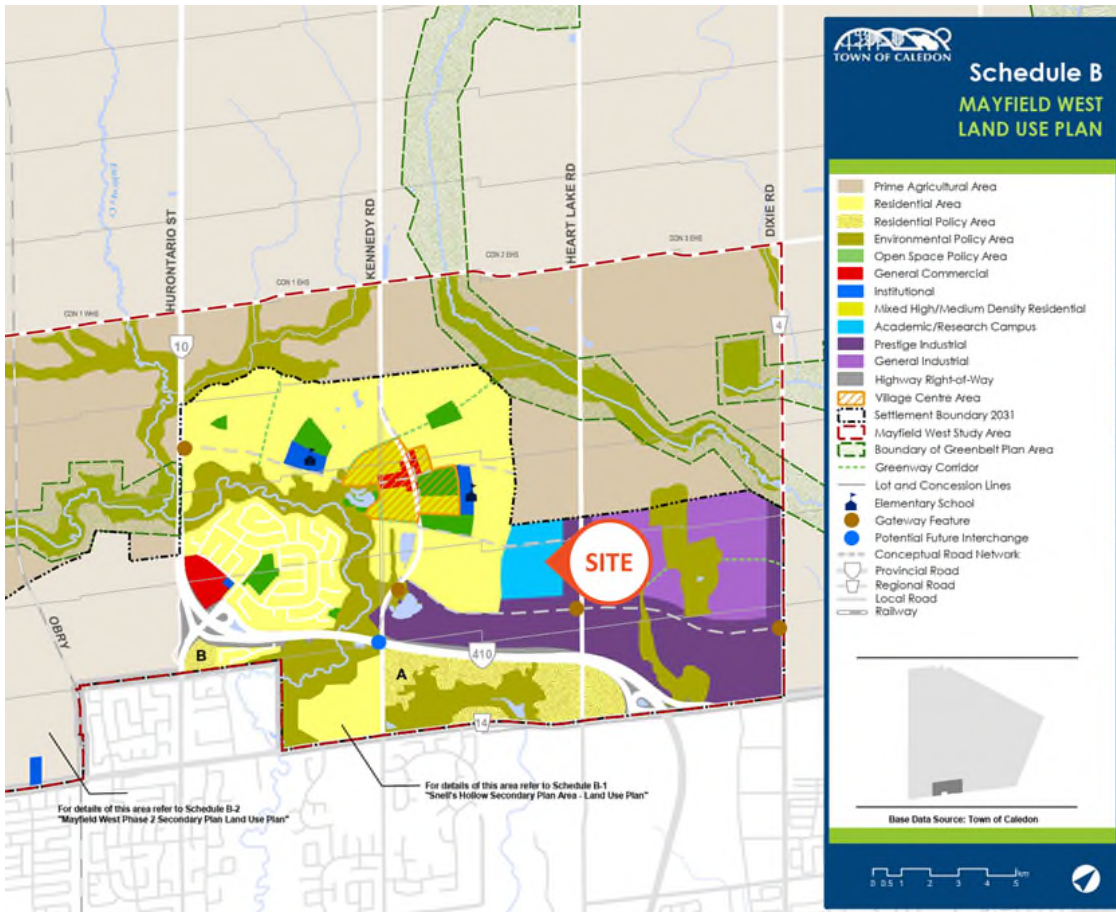 TOWN OF CALEDON
Schedule B
MAYFIELD WEST
LAND USE PLAN
Prime Agricultural Area
Residential Area
Residential Policy Area
Environmental Policy Area
Open Space Policy Area
General Commercial
Institutional
Mixed High/Medium Density Residential
Academic/Research Campus
Prestige Industrial
General Industrial
Highway Right-of-Way
Village Centre Area
Settlement Boundary 2031
Mayfield West Study Area
Boundary of Greenbelt Plan Area
Greenway Corridor
Lot and Concession Lines
Elementary School
Gateway Feature
Potential Future Interchange
Conceptual Road Network
Provincial Road
Regional Road
Local Road
Railway
Base Data Source: Town of Caledon
0 0.5 1 2 3 4 5
km
HURONTARIO ST
KENNEDY RD
HEART LAKE RD
DIXIE RD
CON 1 WHS
CON 1 EHS
CON 2 EHS
CON 3 EHS
10
4
SITE
OBRY
B
A
410
14
For details of this area refer to Schedule B-2
"Mayfield West Phase 2 Secondary Plan Land Use Plan"
For details of this area refer to Schedule B-1
"Snell's Hollow Secondary Plan Area - Land Use Plan"